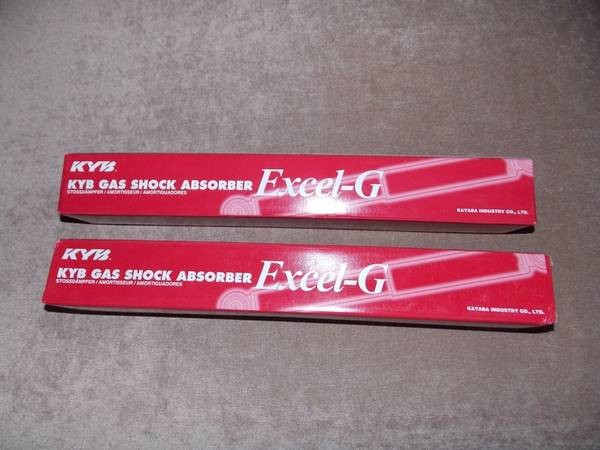 KYB
KYB GAS SHOCK ABSORBER Excel-G
STOSSDÄMPFER / AMORTISSEUR / AMORTIGUADORES
KAYABA INDUSTRY CO., LTD.
KYB
KYB GAS SHOCK ABSORBER Excel-G
STOSSDÄMPFER / AMORTISSEUR / AMORTIGUADORES
KAYABA INDUSTRY CO., LTD.